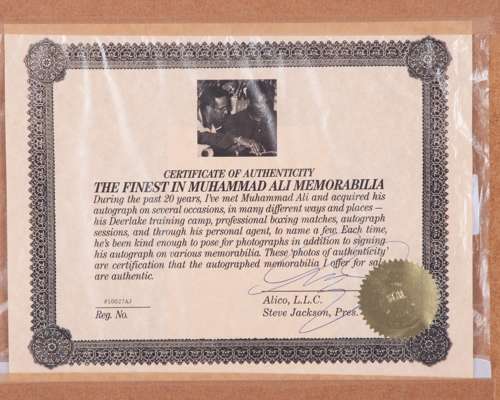 CERTIFICATE OF AUTHENTICITY
THE FINEST IN MUHAMMAD ALI MEMORABILIA
During the past 20 years, I've met Muhammad Ali and acquired his
autograph on several occasions, in many different ways and places —
his Deerlake training camp, professional boxing matches, autograph
sessions, and through his personal agent, to name a few. Each time,
he's been kind enough to pose for photographs in addition to signing
his autograph on various memorabilia. These 'photos of authenticity'
are certification that the autographed memorabilia I offer for sale
are authentic.
#10027AJ
Reg. No.
Alico, L.L.C.
Steve Jackson, Pres.